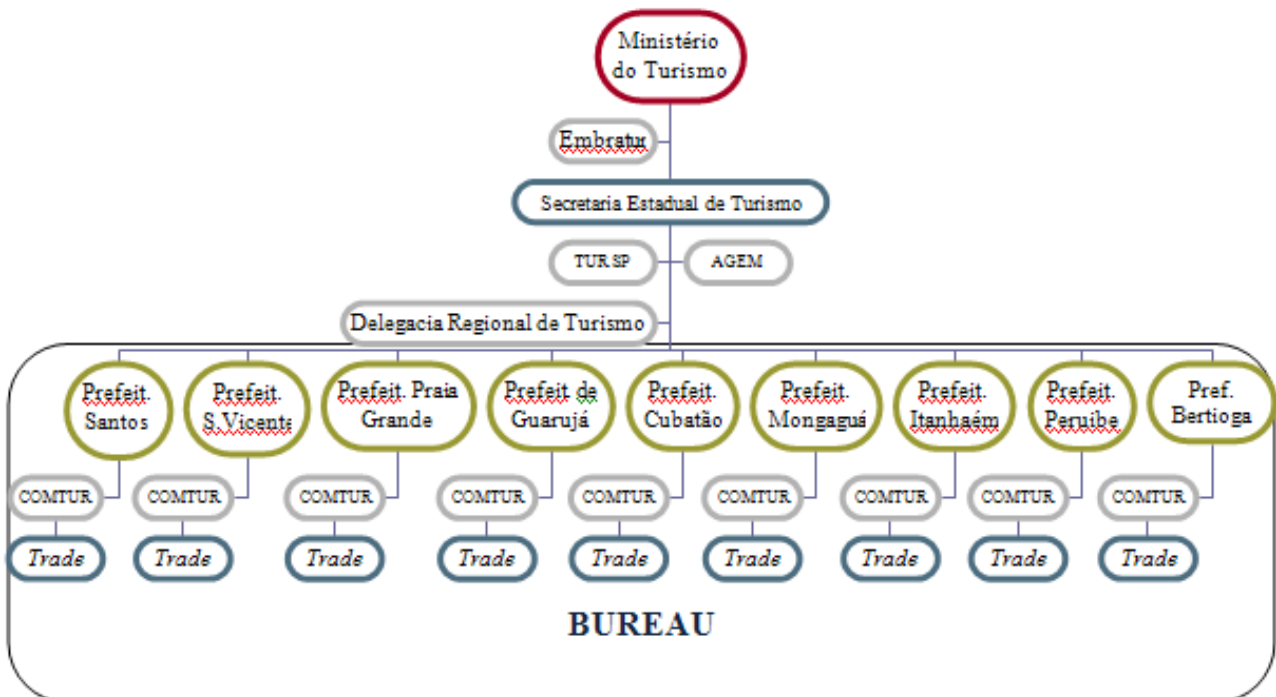 Ministério
do Turismo
Embratur
Secretaria Estadual de Turismo
TUR SP
AGEM
Delegacia Regional de Turismo
Prefeit.
Santos
Prefeit.
S.Vicente
Prefeit. Praia
Grande
Prefeit de
Guarujá
Prefeit.
Cubatão
Prefeit.
Mongaguá
Prefeit.
Itanhaém
Prefeit.
Peruibe
Pref.
Bertioga
COMTUR
COMTUR
COMTUR
COMTUR
COMTUR
COMTUR
COMTUR
COMTUR
COMTUR
Trade
Trade
Trade
Trade
Trade
Trade
Trade
Trade
Trade
BUREAU